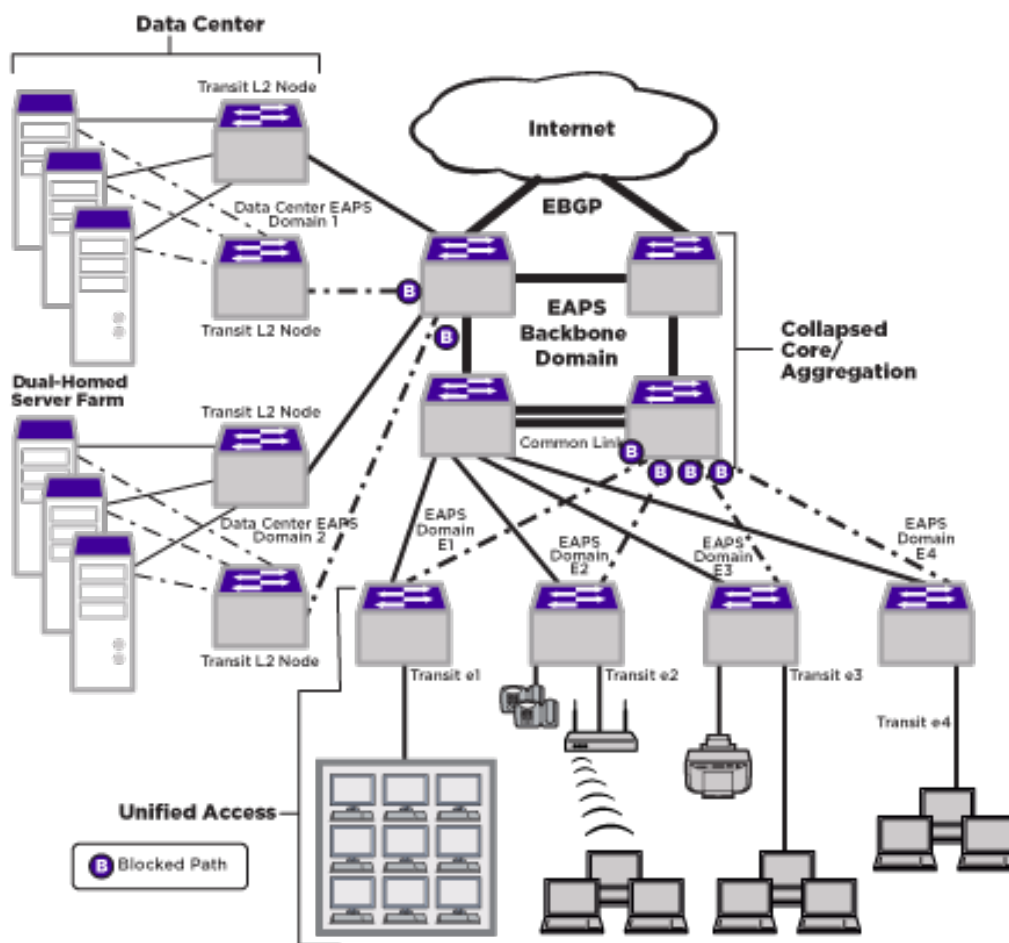 Data Center
Transit L2 Node
Internet
EBGP
Data Center EAPS
Domain 1
B
Transit L2 Node
B
EAPS
Backbone
Domain
Collapsed
Core/
Aggregation
Dual-Homed
Server Farm
Transit L2 Node
Common Link
B
B
B
B
Data Center EAPS
Domain 2
EAPS
Domain
E1
EAPS
Domain
E2
EAPS
Domain
E3
EAPS
Domain
E4
Transit L2 Node
Transit e1
Transit e2
Transit e3
Transit e4
Unified Access
B Blocked Path